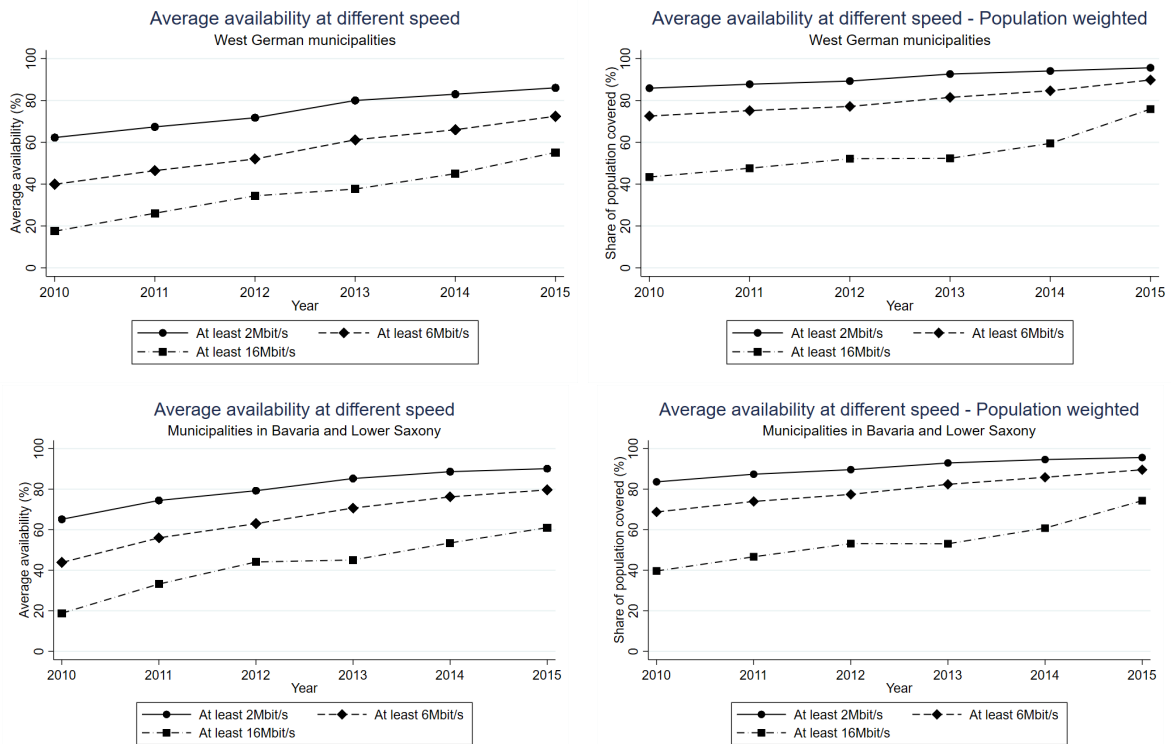 Average availability at different speed
West German municipalities
Average availability (%)
100
80
60
40
20
0
2010 2011 2012 2013 2014 2015
Year
At least 2Mbit/s At least 6Mbit/s
At least 16Mbit/s
Average availability at different speed - Population weighted
West German municipalities
Share of population covered (%)
100
80
60
40
20
0
2010 2011 2012 2013 2014 2015
Year
At least 2Mbit/s At least 6Mbit/s
At least 16Mbit/s
Average availability at different speed
Municipalities in Bavaria and Lower Saxony
Average availability (%)
100
80
60
40
20
0
2010 2011 2012 2013 2014 2015
Year
At least 2Mbit/s At least 6Mbit/s
At least 16Mbit/s
Average availability at different speed - Population weighted
Municipalities in Bavaria and Lower Saxony
Share of population covered (%)
100
80
60
40
20
0
2010 2011 2012 2013 2014 2015
Year
At least 2Mbit/s At least 6Mbit/s
At least 16Mbit/s